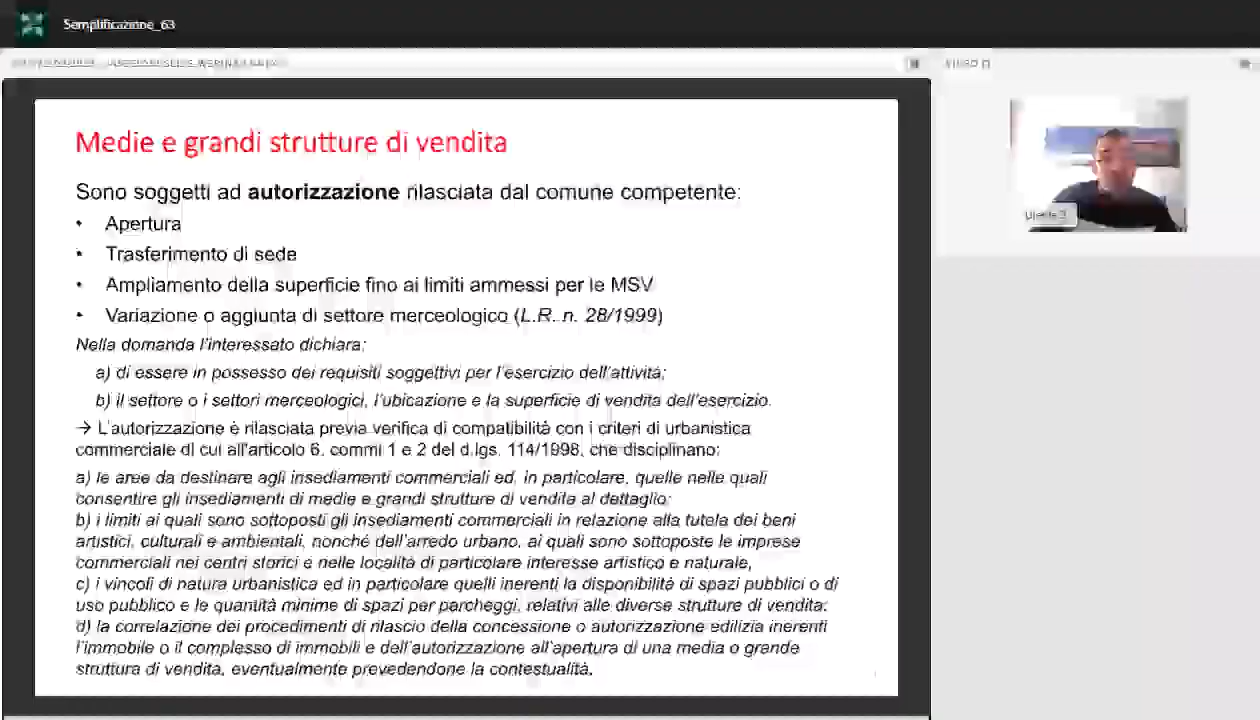 Semplificazione_63
Medie e grandi strutture di vendita
Sono soggetti ad autorizzazione rilasciata dal comune competente:
• Apertura
• Trasferimento di sede
• Ampliamento della superficie fino ai limiti ammessi per le MSV
• Variazione o aggiunta di settore merceologico (L.R. n. 28/1999)
Nella domanda l'interessato dichiara:
a) di essere in possesso dei requisiti soggettivi per l'esercizio dell'attività;
b) il settore o i settori merceologici, l'ubicazione e la superficie di vendita dell'esercizio.
→ L'autorizzazione è rilasciata previa verifica di compatibilità con i criteri di urbanistica
commerciale di cui all'articolo 6, commi 1 e 2 del d.lgs. 114/1998, che disciplinano:
a) le aree da destinare agli insediamenti commerciali ed, in particolare, quelle nelle quali
consentire gli insediamenti di medie e grandi strutture di vendita al dettaglio;
b) i limiti ai quali sono sottoposti gli insediamenti commerciali in relazione alla tutela dei beni
artistici, culturali e ambientali, nonché dell'arredo urbano, ai quali sono sottoposte le imprese
commerciali nei centri storici e nelle località di particolare interesse artistico e naturale;
c) i vincoli di natura urbanistica ed in particolare quelli inerenti la disponibilità di spazi pubblici o di
uso pubblico e le quantità minime di spazi per parcheggi, relativi alle diverse strutture di vendita;
d) la correlazione dei procedimenti di rilascio della concessione o autorizzazione edilizia inerenti
l'immobile o il complesso di immobili e dell'autorizzazione all'apertura di una media o grande
struttura di vendita, eventualmente prevedendone la contestualità.